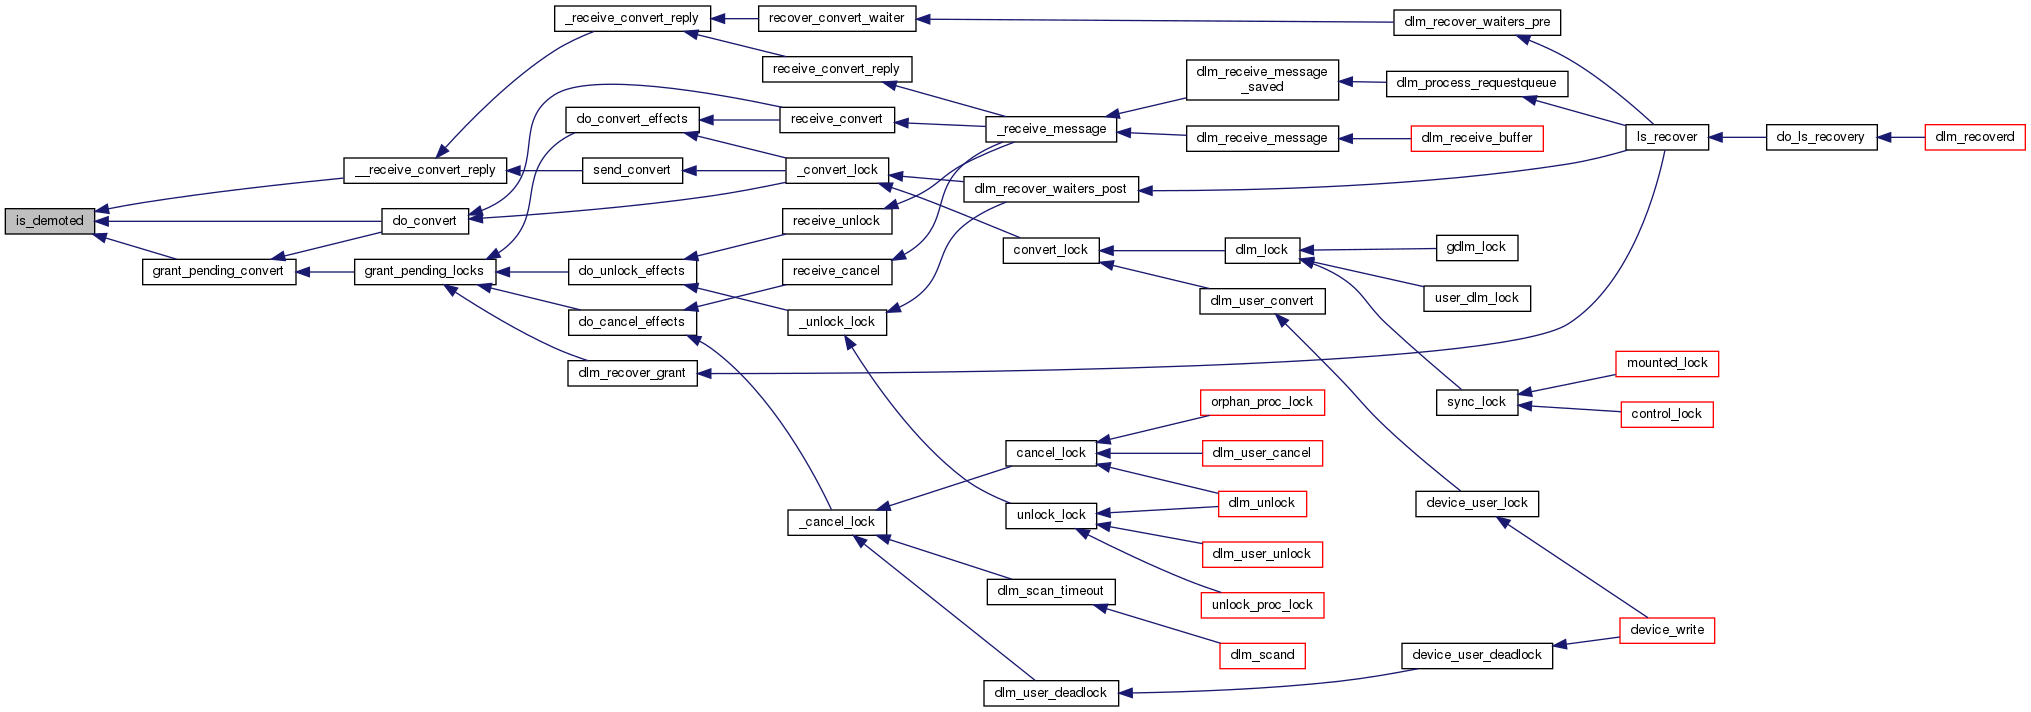 _receive_convert_reply
recover_convert_waiter
dlm_recover_waiters_pre
receive_convert_reply
dlm_receive_message
_saved
dlm_process_requestqueue
do_convert_effects
receive_convert
_receive_message
dlm_receive_message
dlm_receive_buffer
ls_recover
do_ls_recovery
dlm_recoverd
__receive_convert_reply
send_convert
_convert_lock
dlm_recover_waiters_post
is_demoted
do_convert
receive_unlock
convert_lock
dlm_lock
gdlm_lock
grant_pending_convert
grant_pending_locks
do_unlock_effects
receive_cancel
dlm_user_convert
user_dlm_lock
do_cancel_effects
_unlock_lock
dlm_recover_grant
mounted_lock
orphan_proc_lock
sync_lock
control_lock
cancel_lock
dlm_user_cancel
dlm_unlock
device_user_lock
_cancel_lock
unlock_lock
dlm_user_unlock
dlm_scan_timeout
unlock_proc_lock
device_write
dlm_scand
device_user_deadlock
dlm_user_deadlock